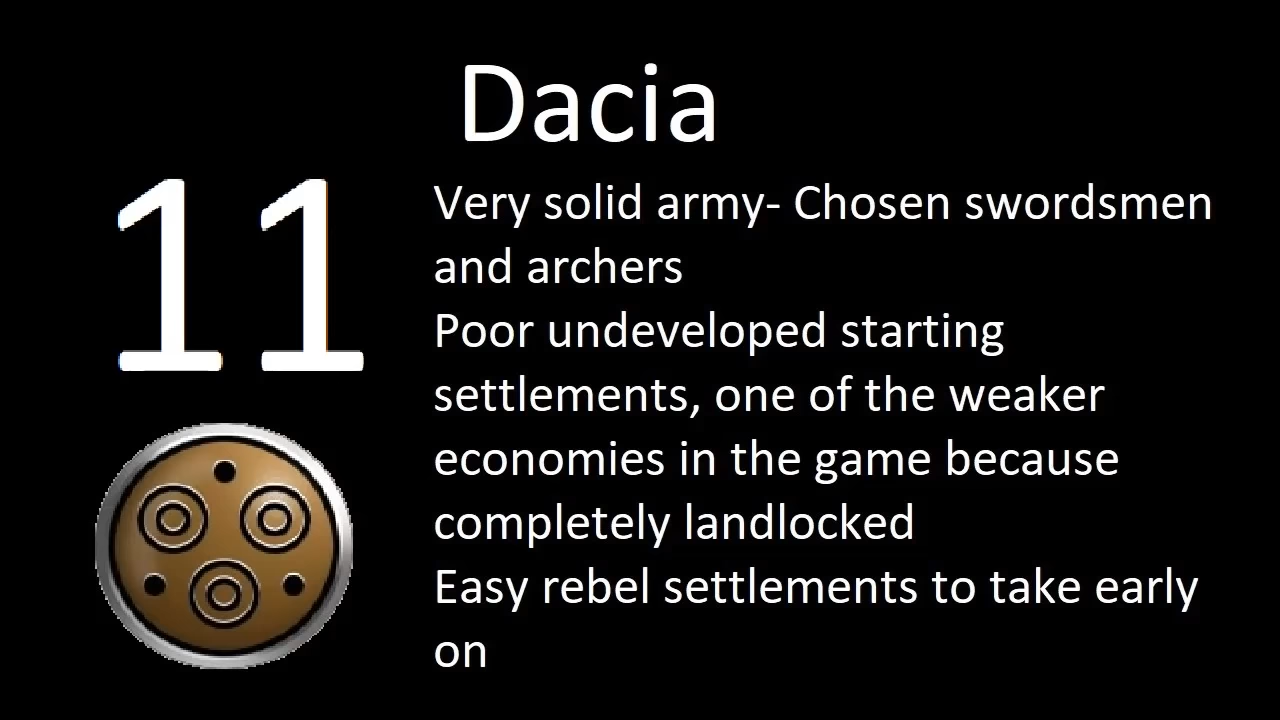 Dacia
11
Very solid army- Chosen swordsmen
and archers
Poor undeveloped starting
settlements, one of the weaker
economies in the game because
completely landlocked
Easy rebel settlements to take early
on